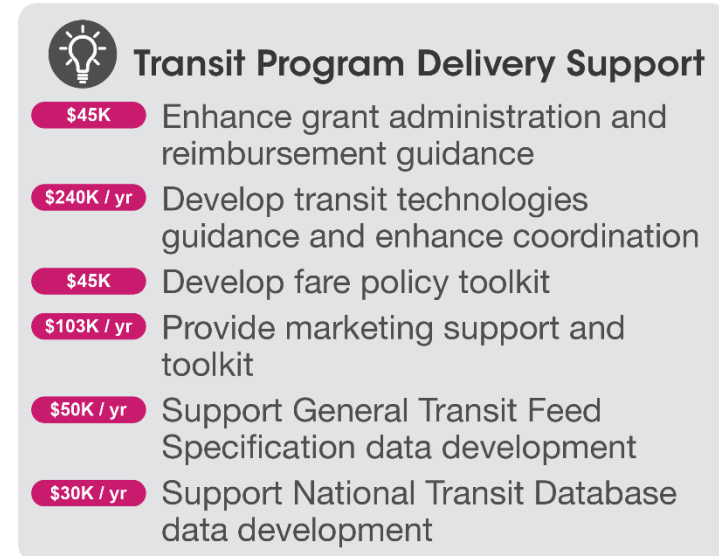 Transit Program Delivery Support
$45K Enhance grant administration and
reimbursement guidance
$240K / yr Develop transit technologies
guidance and enhance coordination
$45K Develop fare policy toolkit
$103K / yr Provide marketing support and
toolkit
$50K / yr Support General Transit Feed
Specification data development
$30K / yr Support National Transit Database
data development